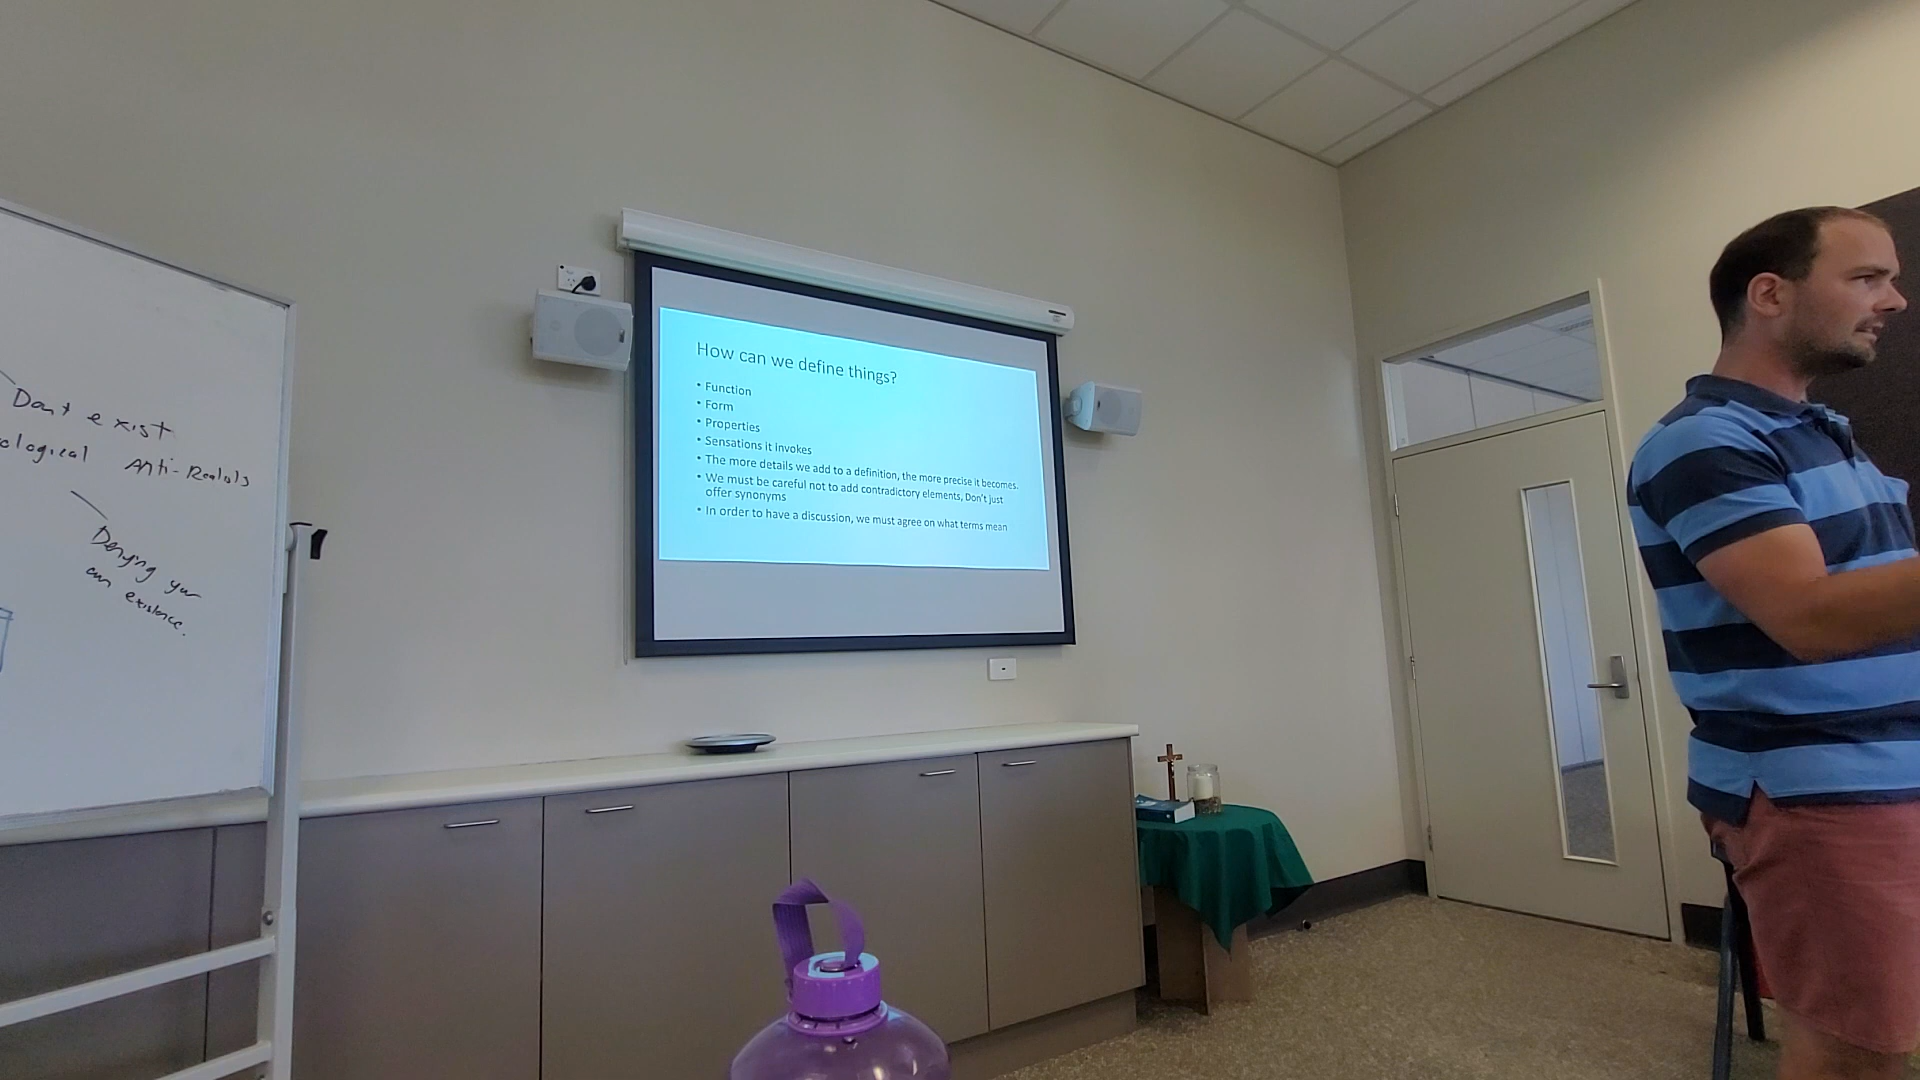 Dont exist
ological Anti-Realists
Denying your
own existence.
How can we define things?
• Function
• Form
• Properties
• Sensations it invokes
• The more details we add to a definition, the more precise it becomes.
• We must be careful not to add contradictory elements, Don't just
offer synonyms
• In order to have a discussion, we must agree on what terms mean